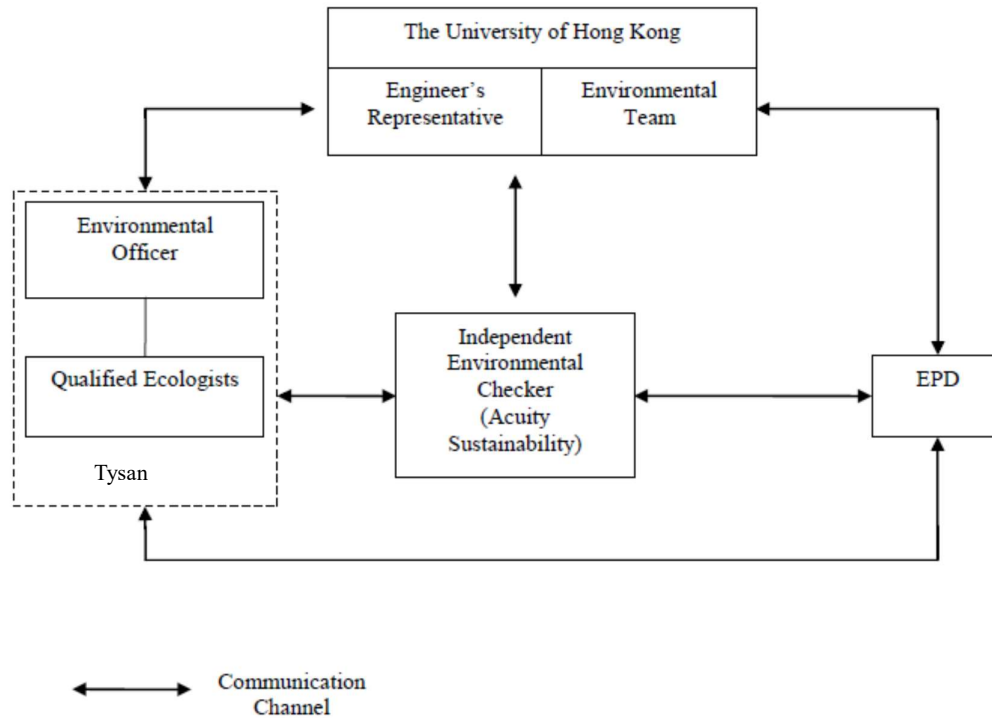 The University of Hong Kong
Engineer’s
Representative
Environmental
Team
Environmental
Officer
Qualified Ecologists
Tysan
Independent
Environmental
Checker
(Acuity
Sustainability)
EPD
Communication
Channel